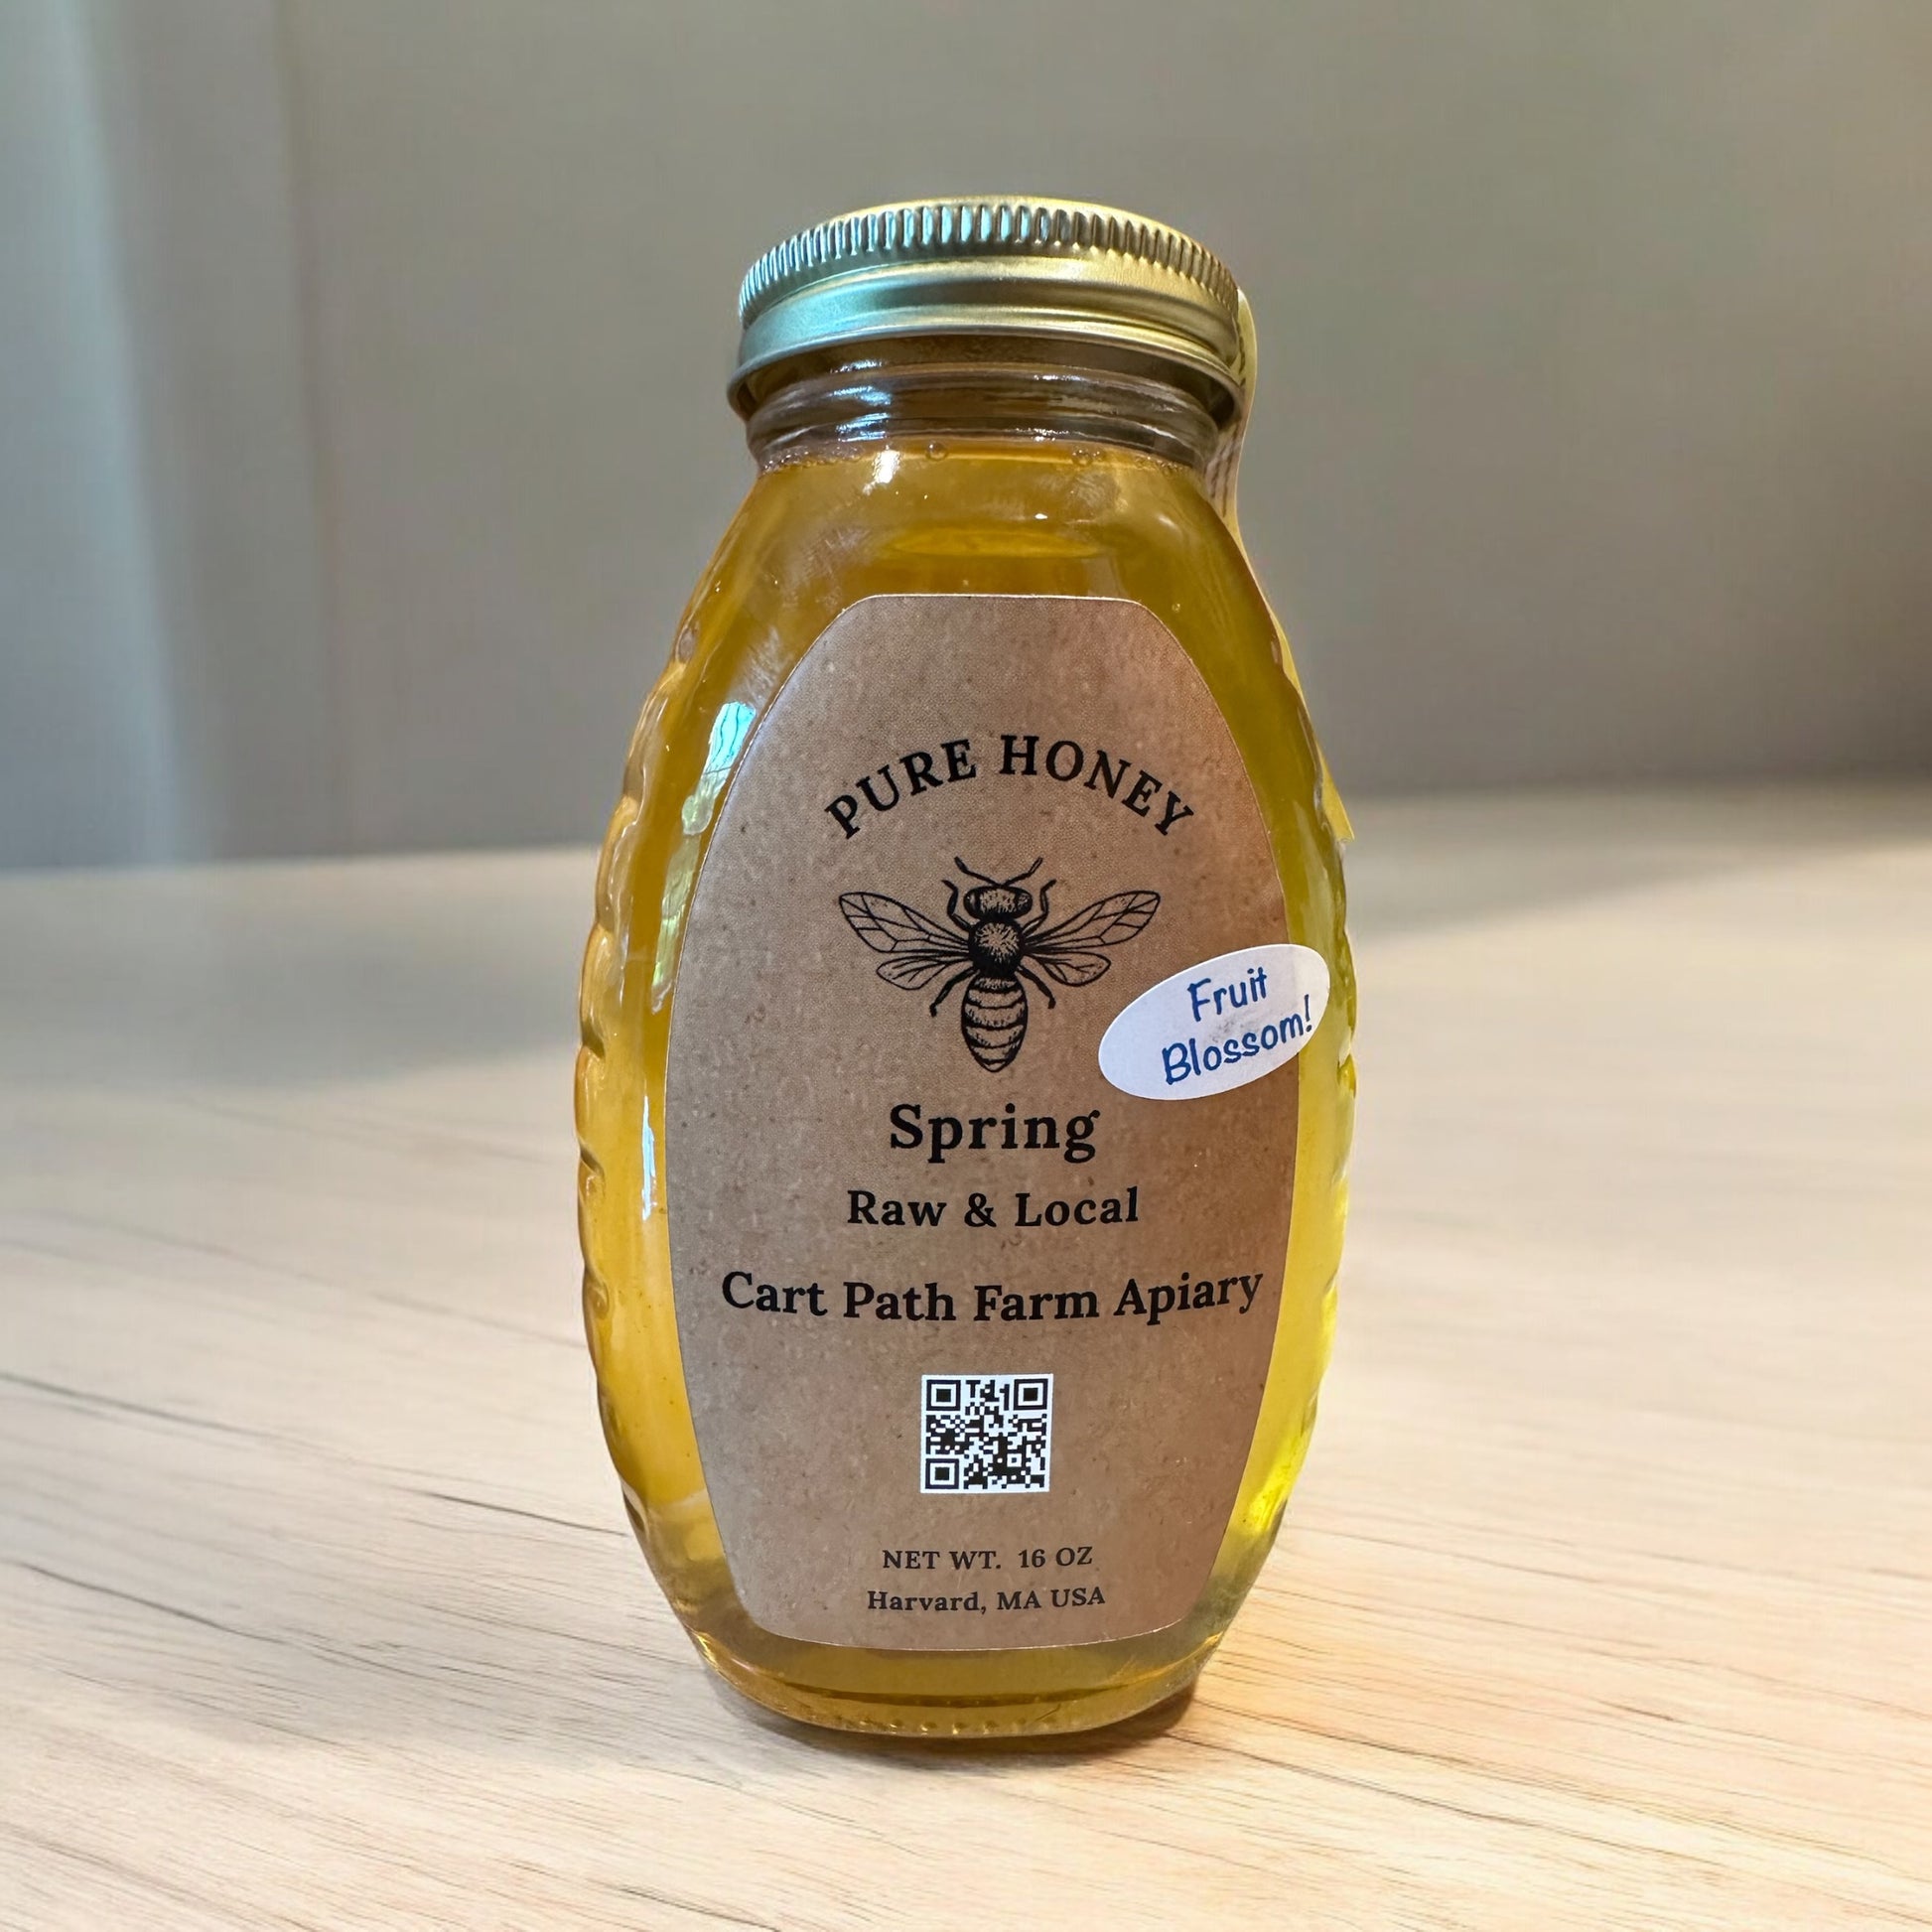 PURE HONEY
Fruit
Blossom!
Spring
Raw & Local
Cart Path Farm Apiary
NET WT. 16 OZ
Harvard, MA USA